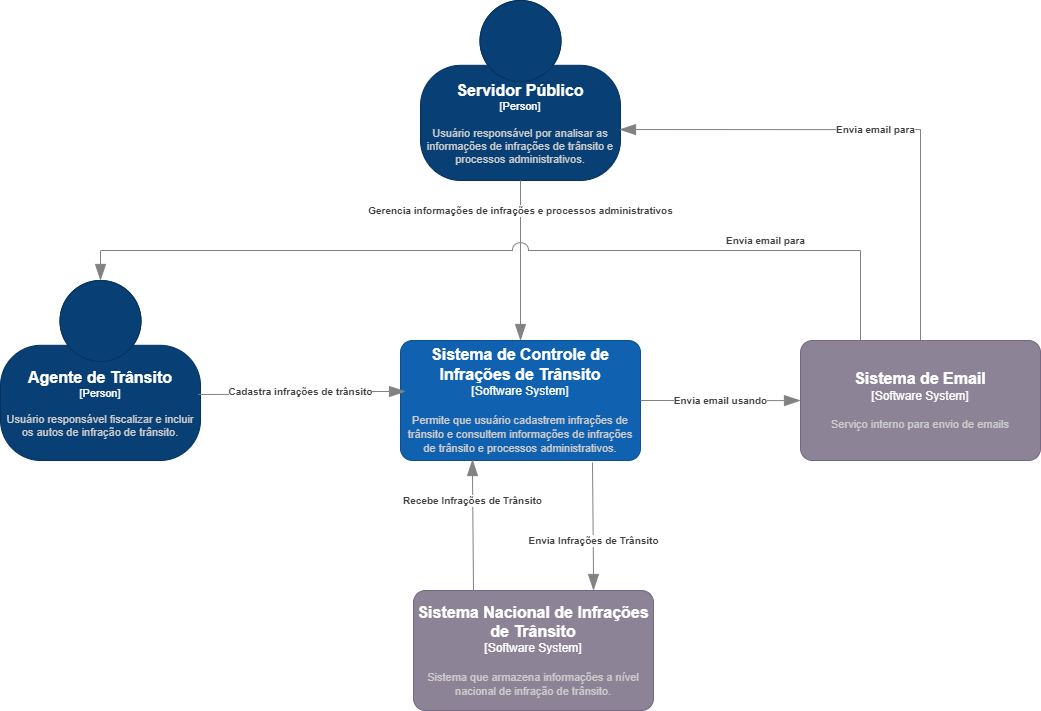 Servidor Público
[Person]
Usuário responsável por analisar as
informações de infrações de trânsito e
processos administrativos.
Envia email para
Gerencia informações de infrações e processos administrativos
Envia email para
Agente de Trânsito
[Person]
Usuário responsável fiscalizar e incluir
os autos de infração de trânsito.
Cadastra infrações de trânsito
Sistema de Controle de
Infrações de Trânsito
[Software System]
Permite que usuário cadastrem infrações de
trânsito e consultem informações de infrações
de trânsito e processos administrativos.
Envia email usando
Sistema de Email
[Software System]
Serviço interno para envio de emails
Recebe Infrações de Trânsito
Envia Infrações de Trânsito
Sistema Nacional de Infrações
de Trânsito
[Software System]
Sistema que armazena informações a nível
nacional de infração de trânsito.